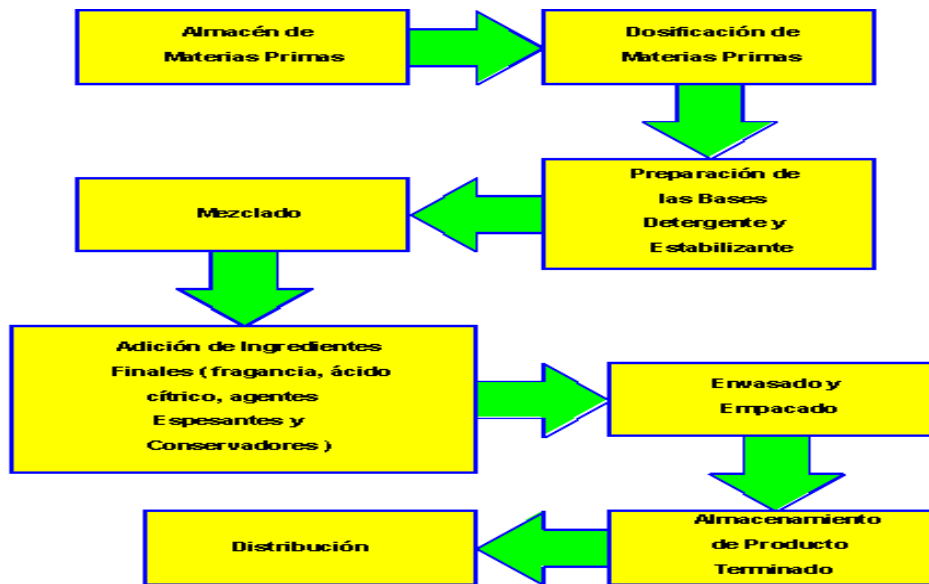 Almacén de
Materias Primas
Dosificación de
Materias Primas
Preparación de
las Bases
Detergente y
Estabilizante
Mezclado
Adición de Ingredientes
Finales ( fragancia, ácido
cítrico, agentes
Espesantes y
Conservadores )
Envasado y
Empacado
Almacenamiento
de Producto
Terminado
Distribución